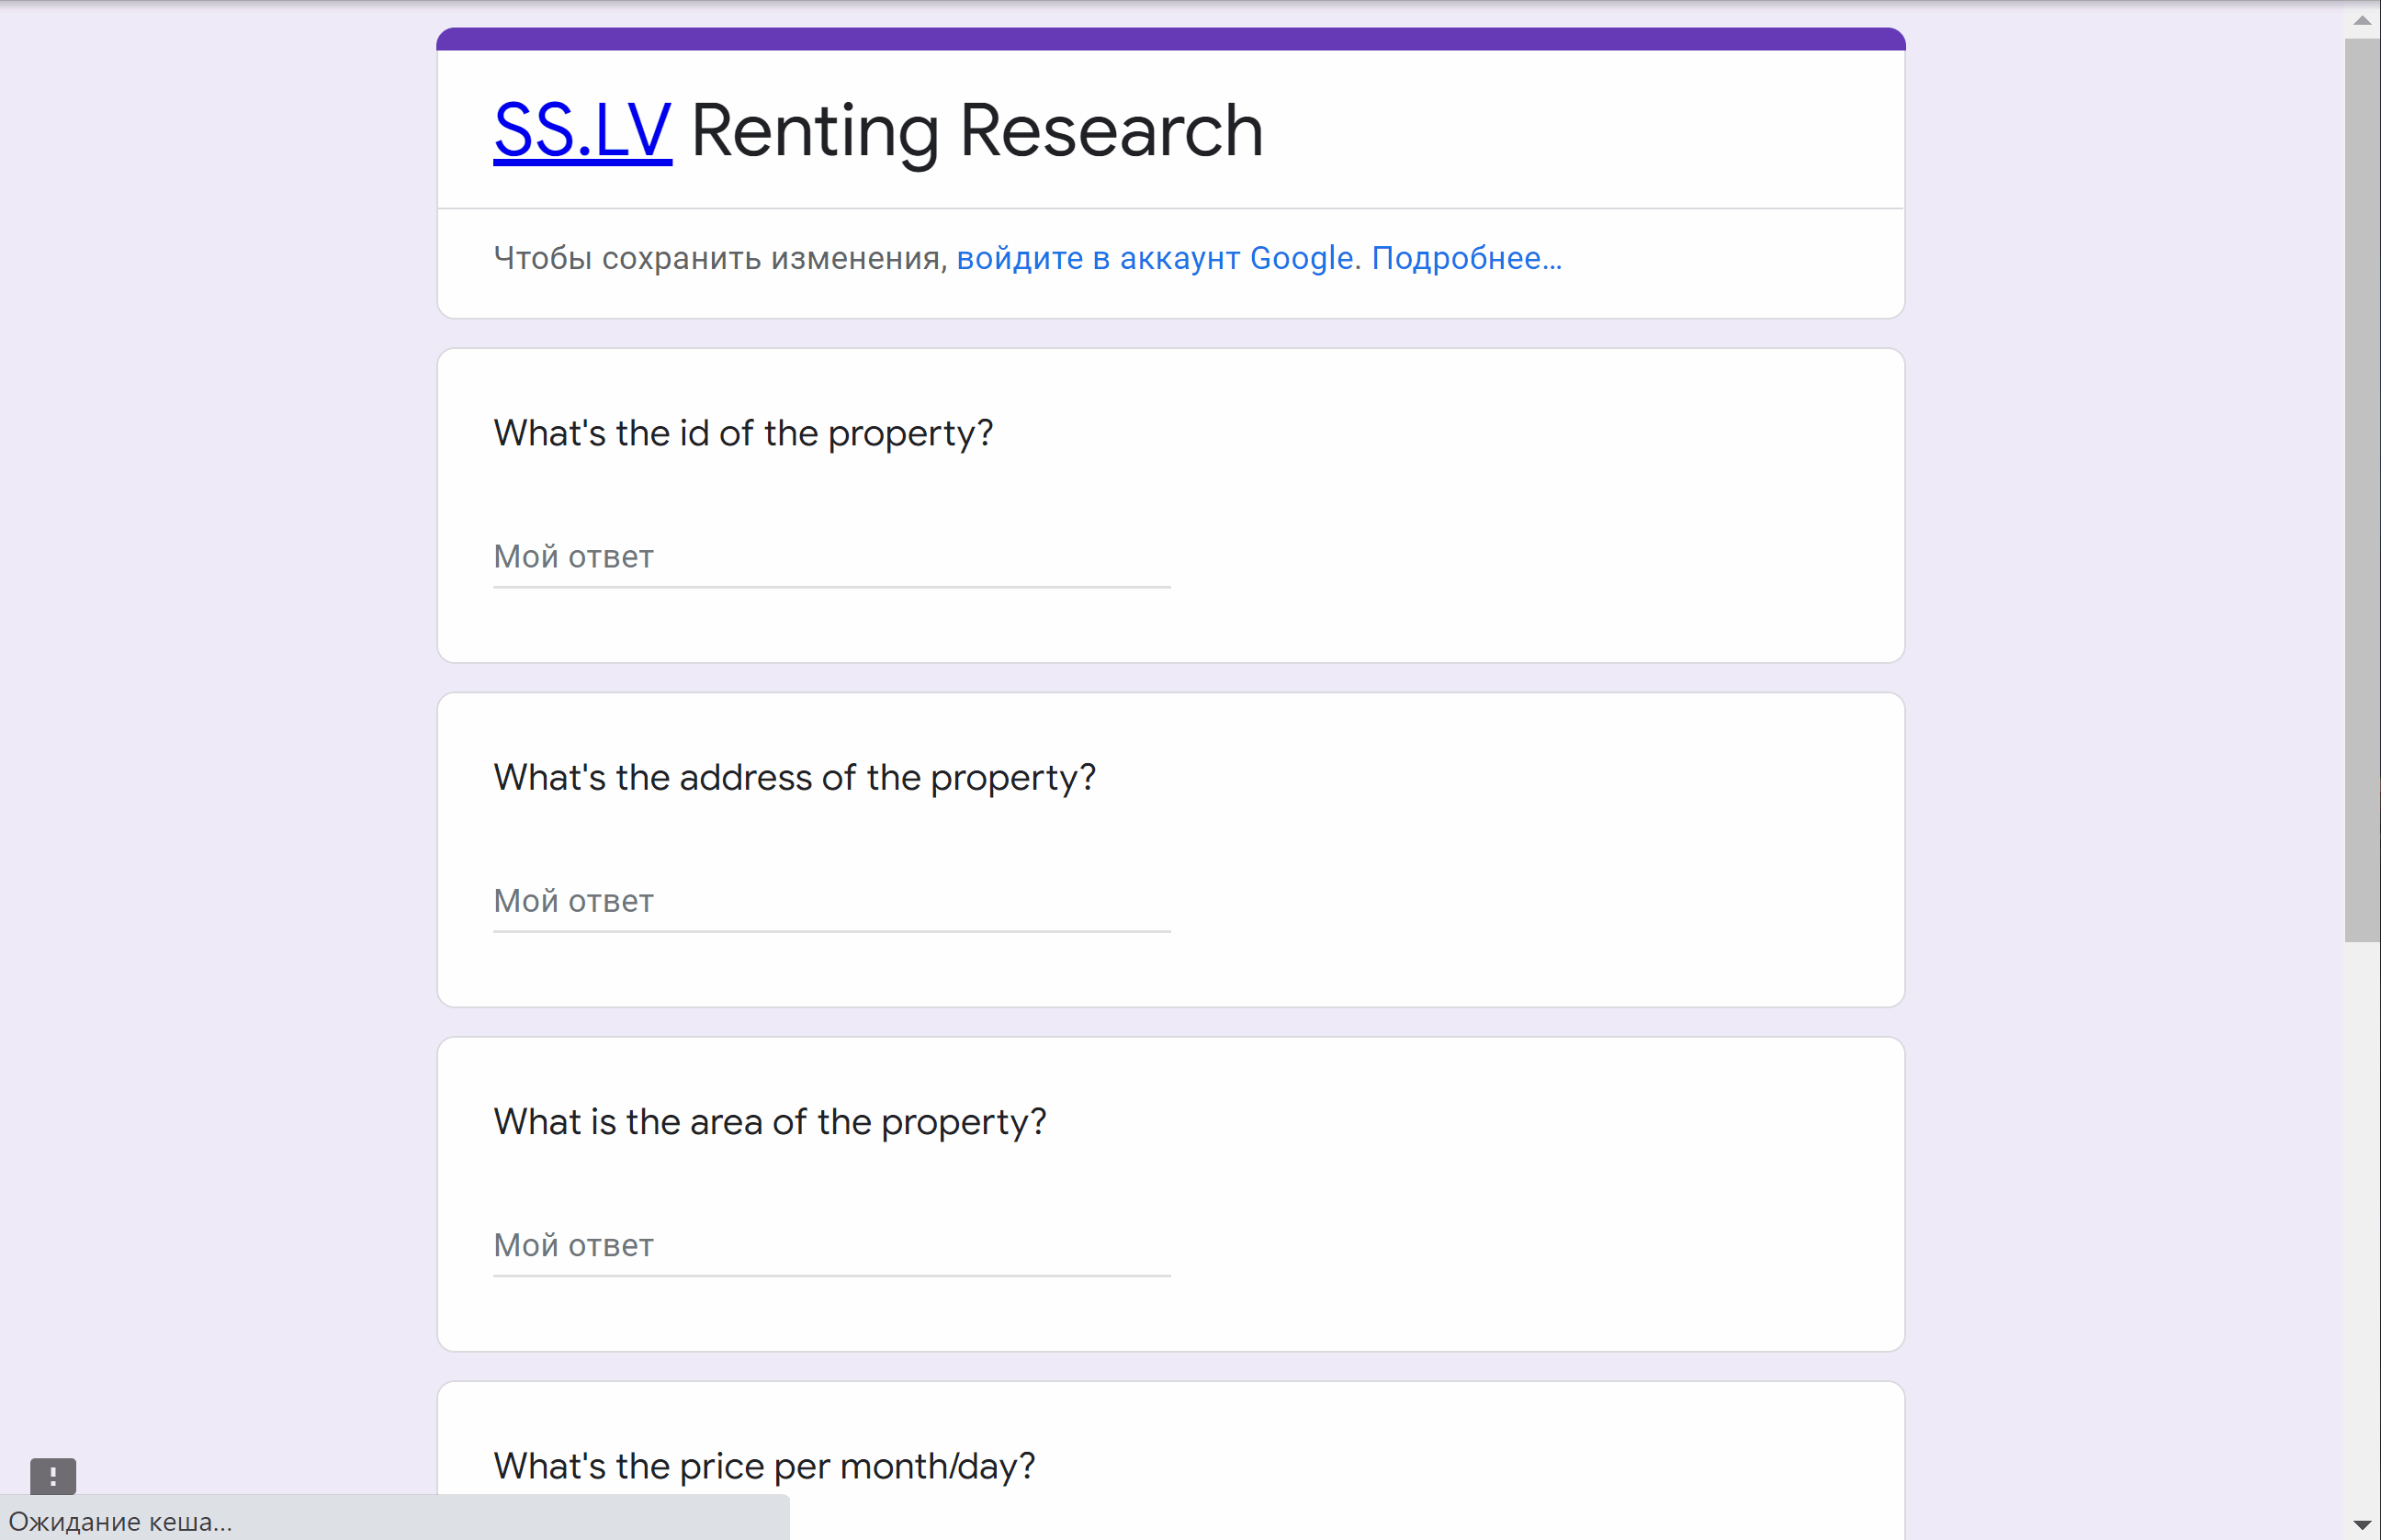 SS.LV Renting Research
Чтобы сохранить изменения, войдите в аккаунт Google. Подробнее...
What's the id of the property?
Мой ответ
What's the address of the property?
Мой ответ
What is the area of the property?
Мой ответ
What's the price per month/day?
Ожидание кеша...